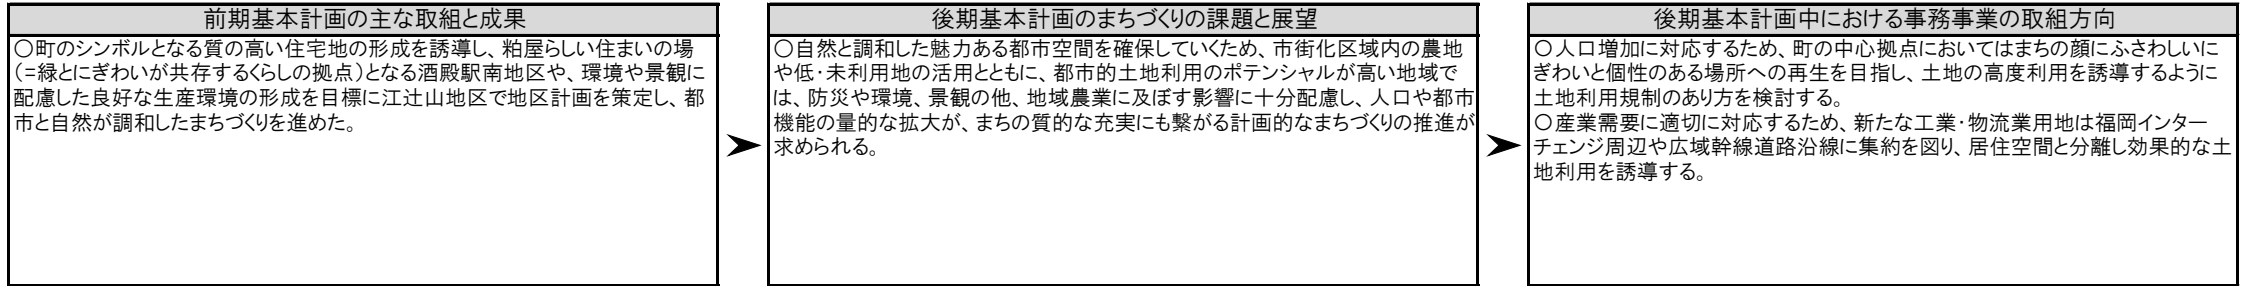 前期基本計画の主な取組と成果
○町のシンボルとなる質の高い住宅地の形成を誘導し、粕屋らしい住まいの場
(=緑とにぎわいが共存するくらしの拠点)となる酒殿駅南地区や、環境や景観に
配慮した良好な生産環境の形成を目標に江辻山地区で地区計画を策定し、都
市と自然が調和したまちづくりを進めた。
後期基本計画のまちづくりの課題と展望
○自然と調和した魅力ある都市空間を確保していくため、市街化区域内の農地
や低・未利用地の活用とともに、都市的土地利用のポテンシャルが高い地域で
は、防災や環境、景観の他、地域農業に及ぼす影響に十分配慮し、人口や都市
機能の量的な拡大が、まちの質的な充実にも繋がる計画的なまちづくりの推進が
求められる。
後期基本計画中における事務事業の取組方向
○人口増加に対応するため、町の中心拠点においてはまちの顔にふさわしいに
ぎわいと個性のある場所への再生を目指し、土地の高度利用を誘導するように
土地利用規制のあり方を検討する。
○産業需要に適切に対応するため、新たな工業・物流業用地は福岡インター
チェンジ周辺や広域幹線道路沿線に集約を図り、居住空間と分離し効果的な土
地利用を誘導する。